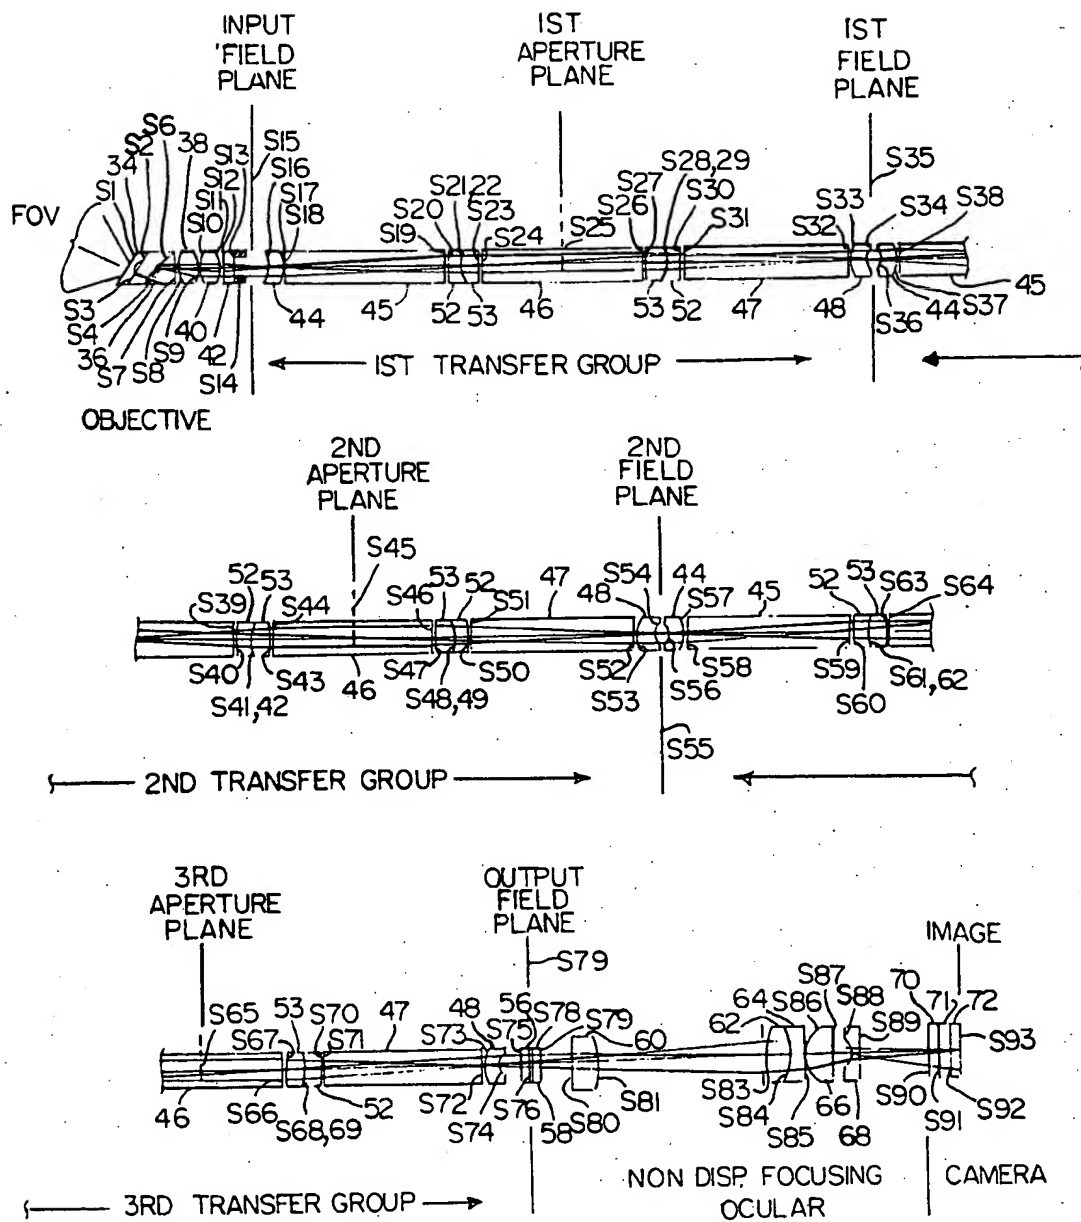 INPUT
'FIELD
PLANE
1ST
APERTURE
PLANE
1ST
FIELD
PLANE
FOV
S1
34
S2
S6
38
S10
S11
S12
S13
S15
S16
S17
S18
S19
S20
S21,22
S23
S24
S25
S26
S27
S28,29
S30
S31
S32
S33
S34
S35
S38
S3
S4
36
S7
S8
S9
40
42
S14
44
45
52
53
46
53
52
47
48
S36
44
S37
45
1ST TRANSFER GROUP
OBJECTIVE
2ND
APERTURE
PLANE
2ND
FIELD
PLANE
S39
52
53
S44
S45
S46
53
52
S51
47
S54
48
44
S57
45
52
53
S63
S64
S40
S41,42
S43
46
S47
S48,49
S50
S52
S53
S56
S58
S59
S60
S61,62
S55
2ND TRANSFER GROUP
3RD
APERTURE
PLANE
OUTPUT
FIELD
PLANE
IMAGE
S79
S65
S67
53
S70
S71
47
S73
48
S75
56
S78
S79
60
62
64
S86
S87
S88
S89
70
71
72
S93
46
S66
S68,69
52
S72
S74
S76
58
S80
S81
S83
S84
S85
66
68
S90
S91
S92
3RD TRANSFER GROUP
NON DISP. FOCUSING
OCULAR
CAMERA